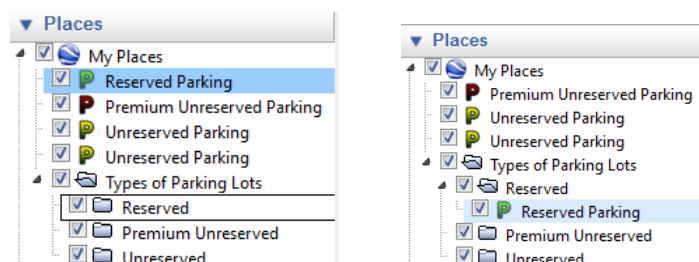 Places
My Places
Reserved Parking
Premium Unreserved Parking
Unreserved Parking
Unreserved Parking
Types of Parking Lots
Reserved
Premium Unreserved
Unreserved
Places
My Places
Premium Unreserved Parking
Unreserved Parking
Unreserved Parking
Types of Parking Lots
Reserved
Reserved Parking
Premium Unreserved
Unreserved